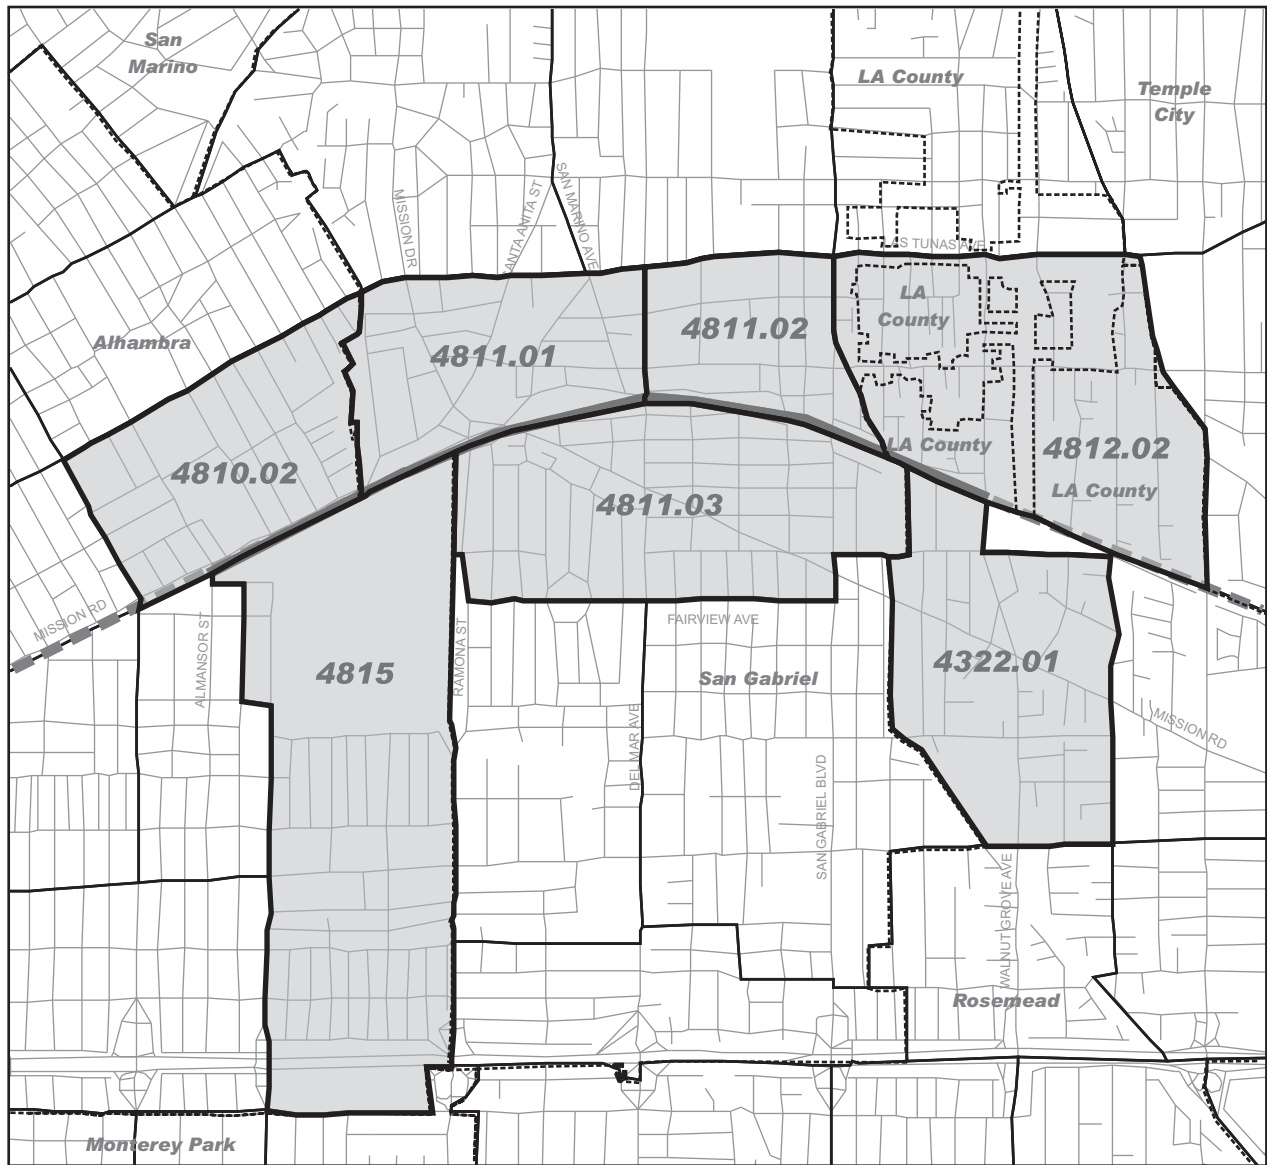 San
Marino
LA County
Temple
City
MISSION DR
SANTA ANITA ST
SAN MARINO AVE
LAS TUNAS AVE
LA
County
Alhambra
4811.02
4811.01
LA County
4812.02
4810.02
LA County
4811.03
MISSION RD
FAIRVIEW AVE
ALMANSOR ST
RAMONA ST
4815
4322.01
San Gabriel
MISSION RD
DEL MAR AVE
SAN GABRIEL BLVD
WALNUT GROVE AVE
Rosemead
Monterey Park